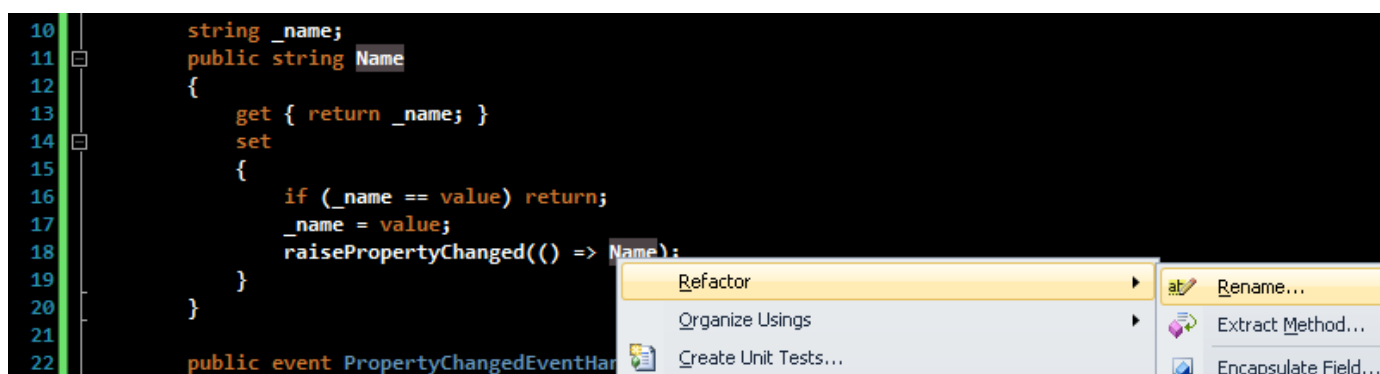 10 string _name;
11 public string Name
12 {
13 get { return _name; }
14 set
15 {
16 if (_name == value) return;
17 _name = value;
18 raisePropertyChanged(() => Name);
19 }
20 }
21
22 public event PropertyChangedEventHar
Refactor
Organize Usings
Create Unit Tests...
Rename...
Extract Method...
Encapsulate Field...